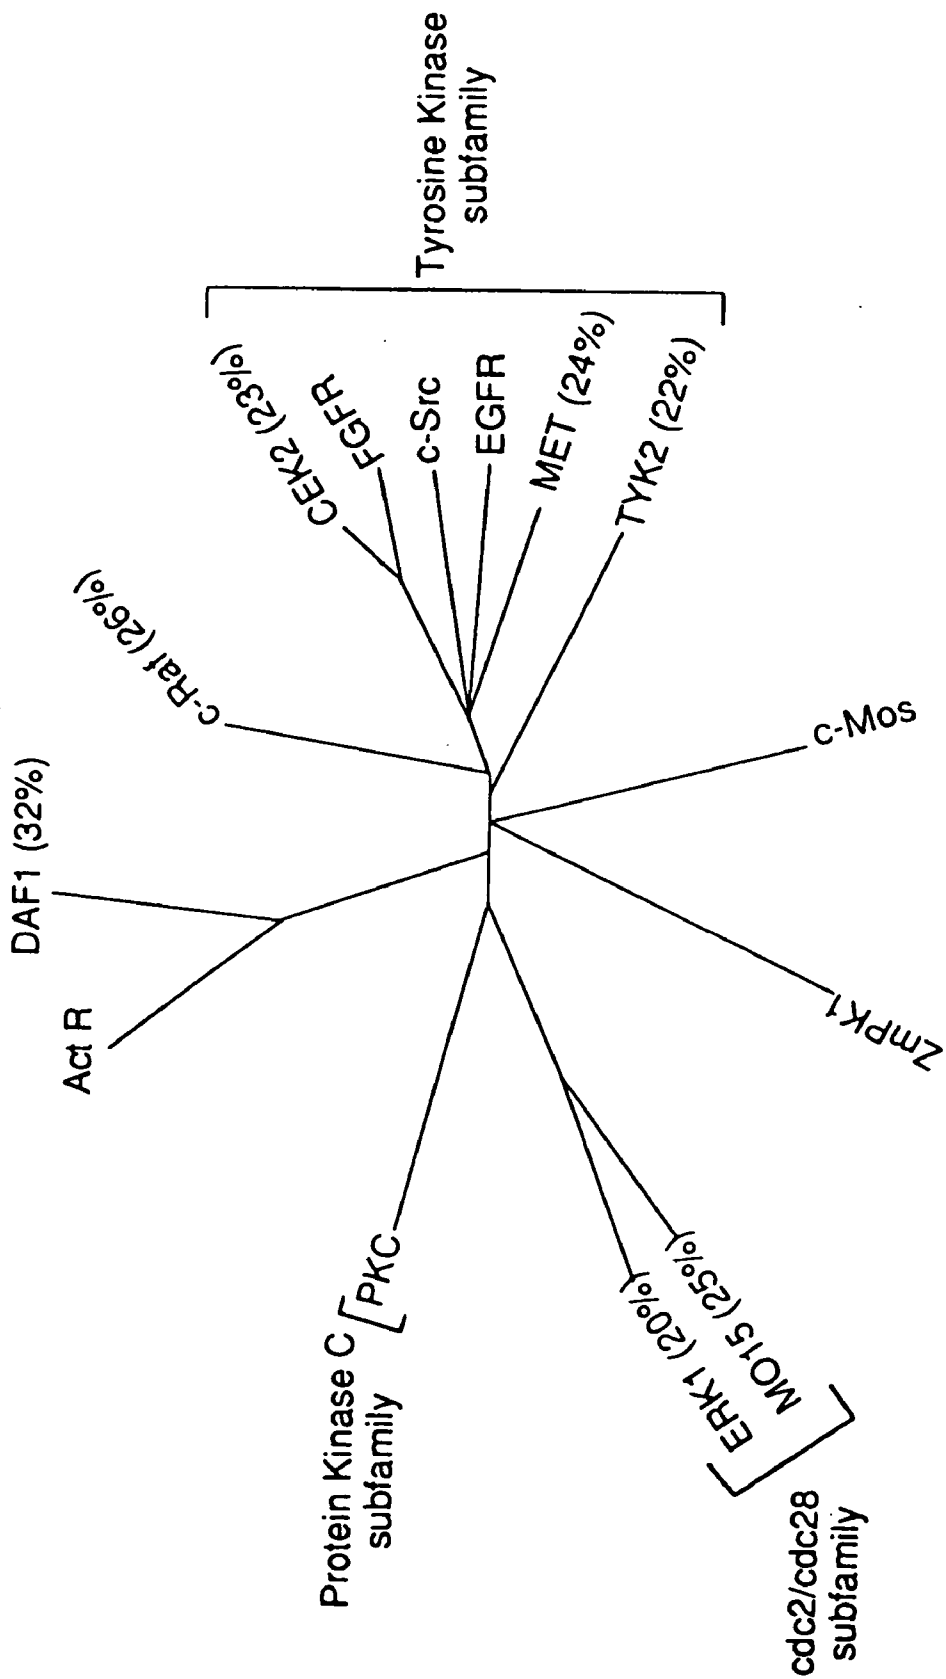 Protein Kinase C
subfamily
PKC
Act R
DAF1 (32%)
c-Raf (26%)
CEK2 (23%)
FGFR
c-Src
EGFR
MET (24%)
TYK2 (22%)
Tyrosine Kinase
subfamily
c-Mos
ZmPK1
ERK1 (20%)
MO15 (25%)
cdc2/cdc28
subfamily